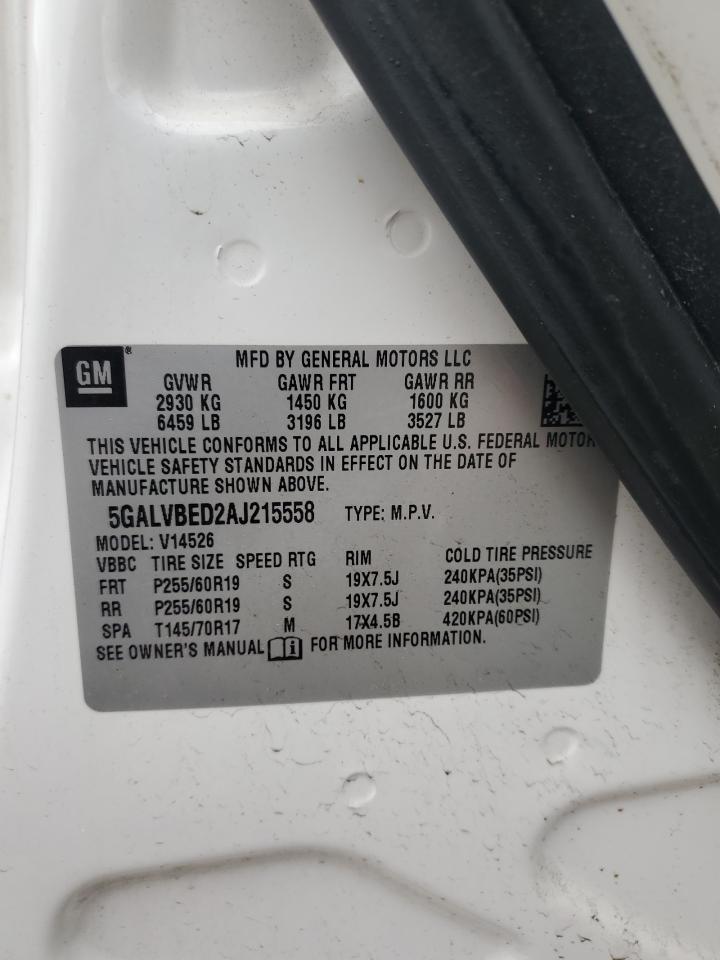 GM®
MFD BY GENERAL MOTORS LLC
GVWR GAWR FRT GAWR RR
2930 KG 1450 KG 1600 KG
6459 LB 3196 LB 3527 LB
THIS VEHICLE CONFORMS TO ALL APPLICABLE U.S. FEDERAL MOTOR
VEHICLE SAFETY STANDARDS IN EFFECT ON THE DATE OF
MANUFACTURE SHOWN ABOVE.
5GALVBED2AJ215558 TYPE: M.P.V.
MODEL: V14526
VBBC TIRE SIZE SPEED RTG RIM COLD TIRE PRESSURE
FRT P255/60R19 S 19X7.5J 240KPA(35PSI)
RR P255/60R19 S 19X7.5J 240KPA(35PSI)
SPA T145/70R17 M 17X4.5B 420KPA(60PSI)
SEE OWNER'S MANUAL i FOR MORE INFORMATION.